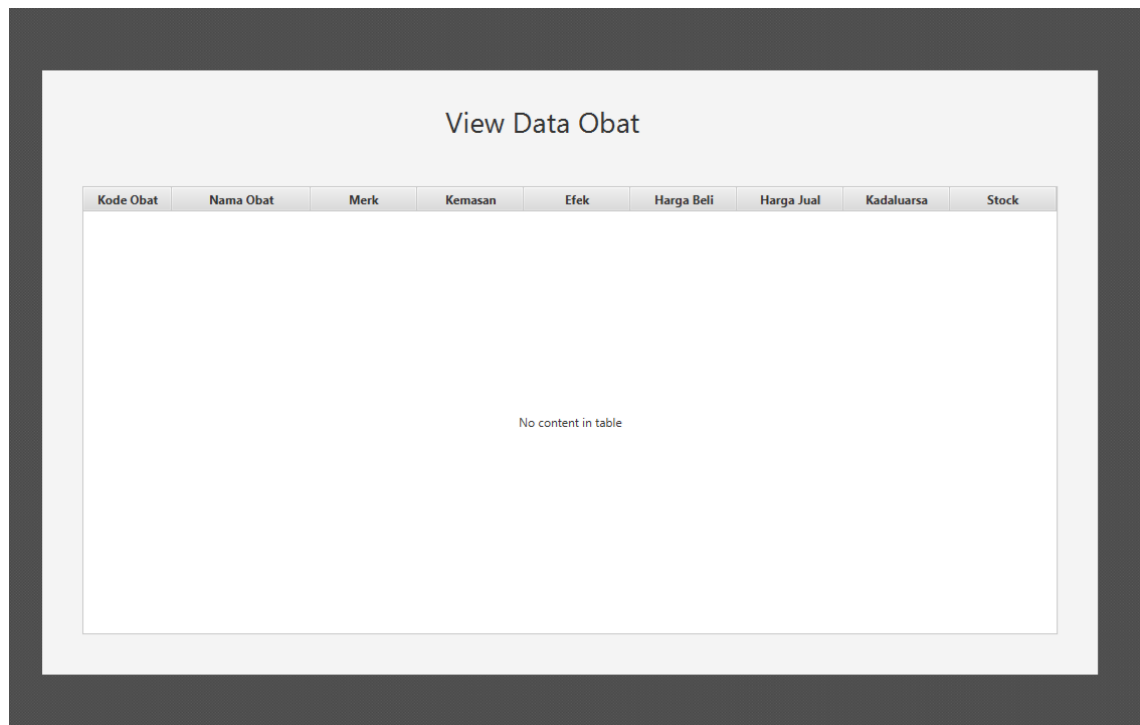 View Data Obat
Kode Obat Nama Obat Merk Kemasan Efek Harga Beli Harga Jual Kadaluarsa Stock
No content in table